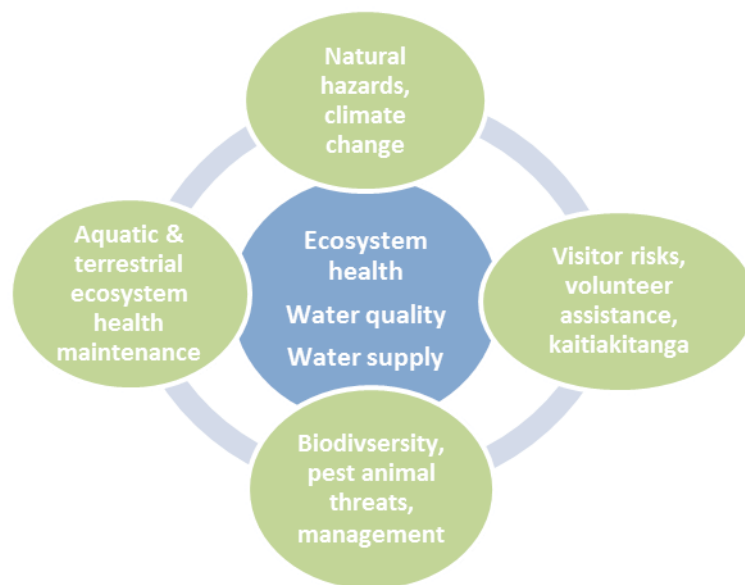 Natural
hazards,
climate
change
Aquatic &
terrestrial
ecosystem
health
maintenance
Ecosystem
health
Water quality
Water supply
Visitor risks,
volunteer
assistance,
kaitiakitanga
Biodivsersity,
pest animal
threats,
management